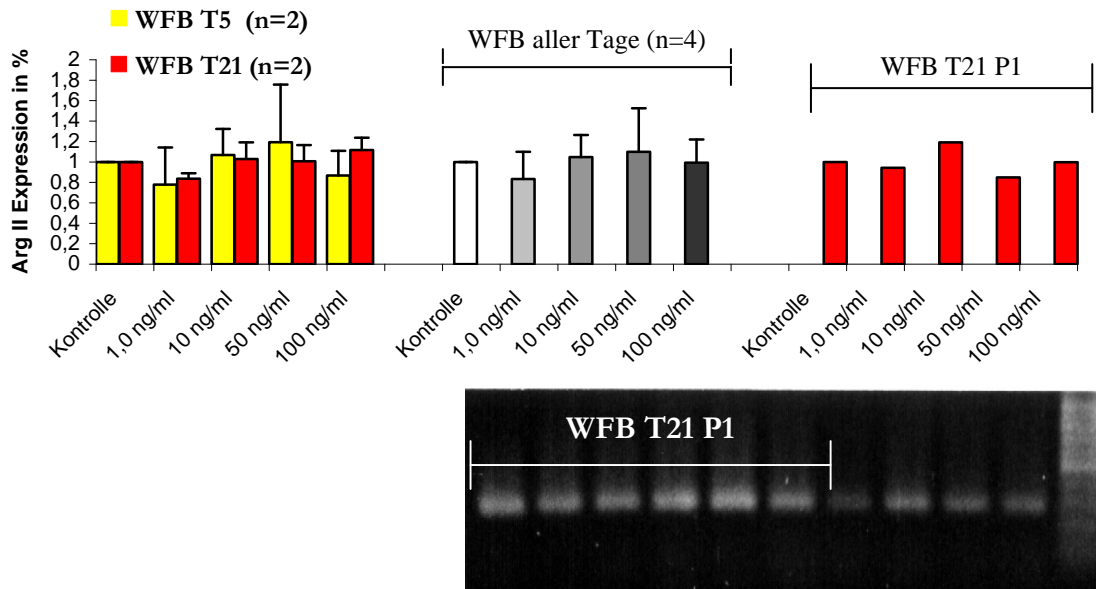 WFB T5 (n=2)
WFB T21 (n=2)
WFB aller Tage (n=4)
WFB T21 P1
Arg II Expression in %
1,8
1,6
1,4
1,2
1
0,8
0,6
0,4
0,2
0
Kontrolle
1,0 ng/ml
10 ng/ml
50 ng/ml
100 ng/ml
Kontrolle
1,0 ng/ml
10 ng/ml
50 ng/ml
100 ng/ml
Kontrolle
1,0 ng/ml
10 ng/ml
50 ng/ml
100 ng/ml
WFB T21 P1